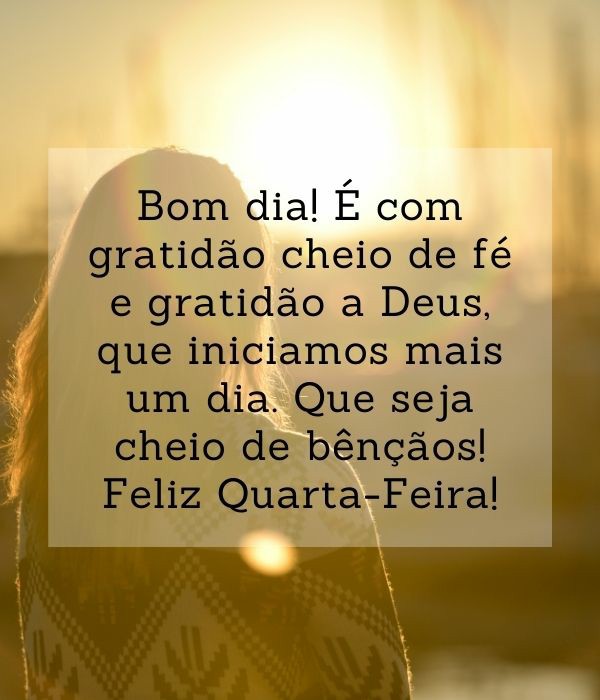 Bom dia! É com
gratidão cheio de fé
e gratidão a Deus,
que iniciamos mais
um dia. Que seja
cheio de bênçãos!
Feliz Quarta-Feira!